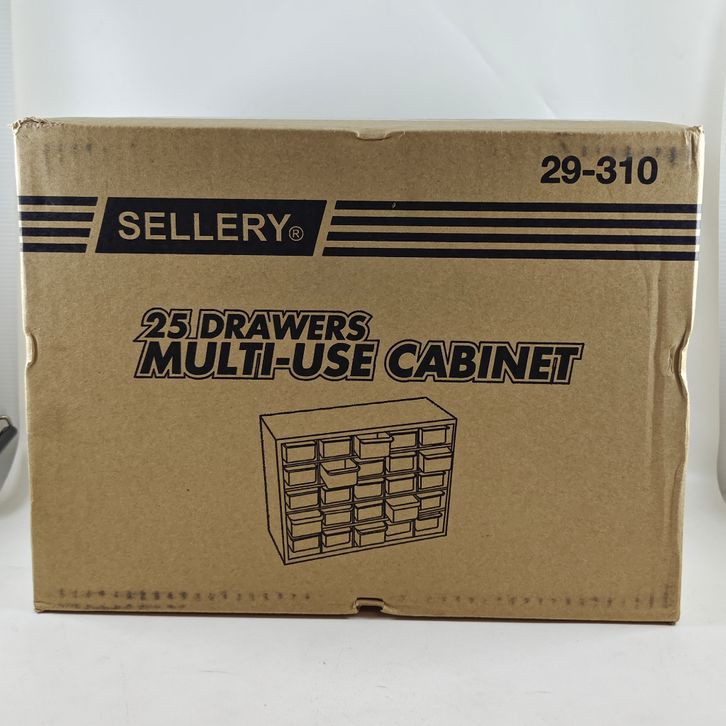 29-310
SELLERY®
25 DRAWERS
MULTI-USE CABINET